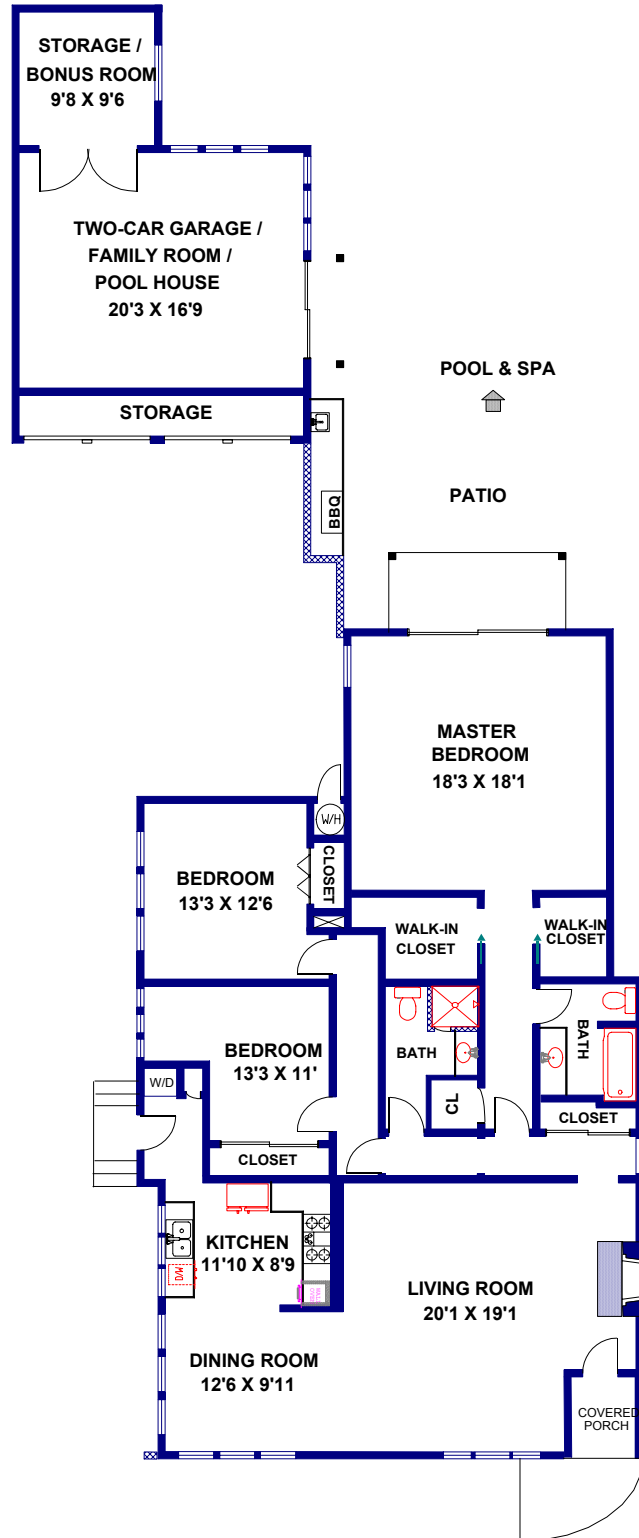 STORAGE /
BONUS ROOM
9'8 X 9'6
TWO-CAR GARAGE /
FAMILY ROOM /
POOL HOUSE
20'3 X 16'9
POOL & SPA
STORAGE
PATIO
BBQ
MASTER
BEDROOM
18'3 X 18'1
W/H
CLOSET
BEDROOM
13'3 X 12'6
WALK-IN
CLOSET
WALK-IN
CLOSET
BATH
BATH
BEDROOM
13'3 X 11'
W/D
CL
CLOSET
CLOSET
KITCHEN
11'10 X 8'9
D/W
LIVING ROOM
20'1 X 19'1
DINING ROOM
12'6 X 9'11
COVERED
PORCH